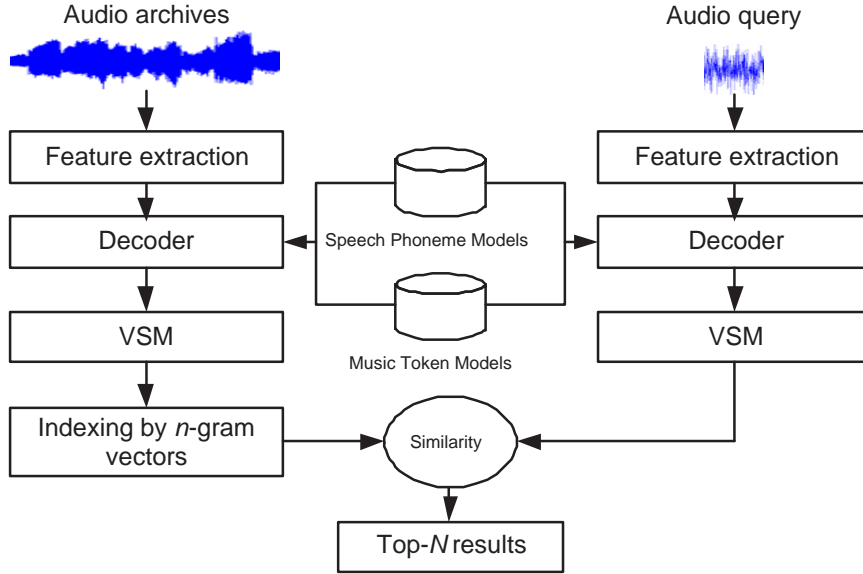 Audio archives
Audio query
Feature extraction
Feature extraction
Decoder
Speech Phoneme Models
Decoder
VSM
Music Token Models
VSM
Indexing by n-gram
vectors
Similarity
Top-N results